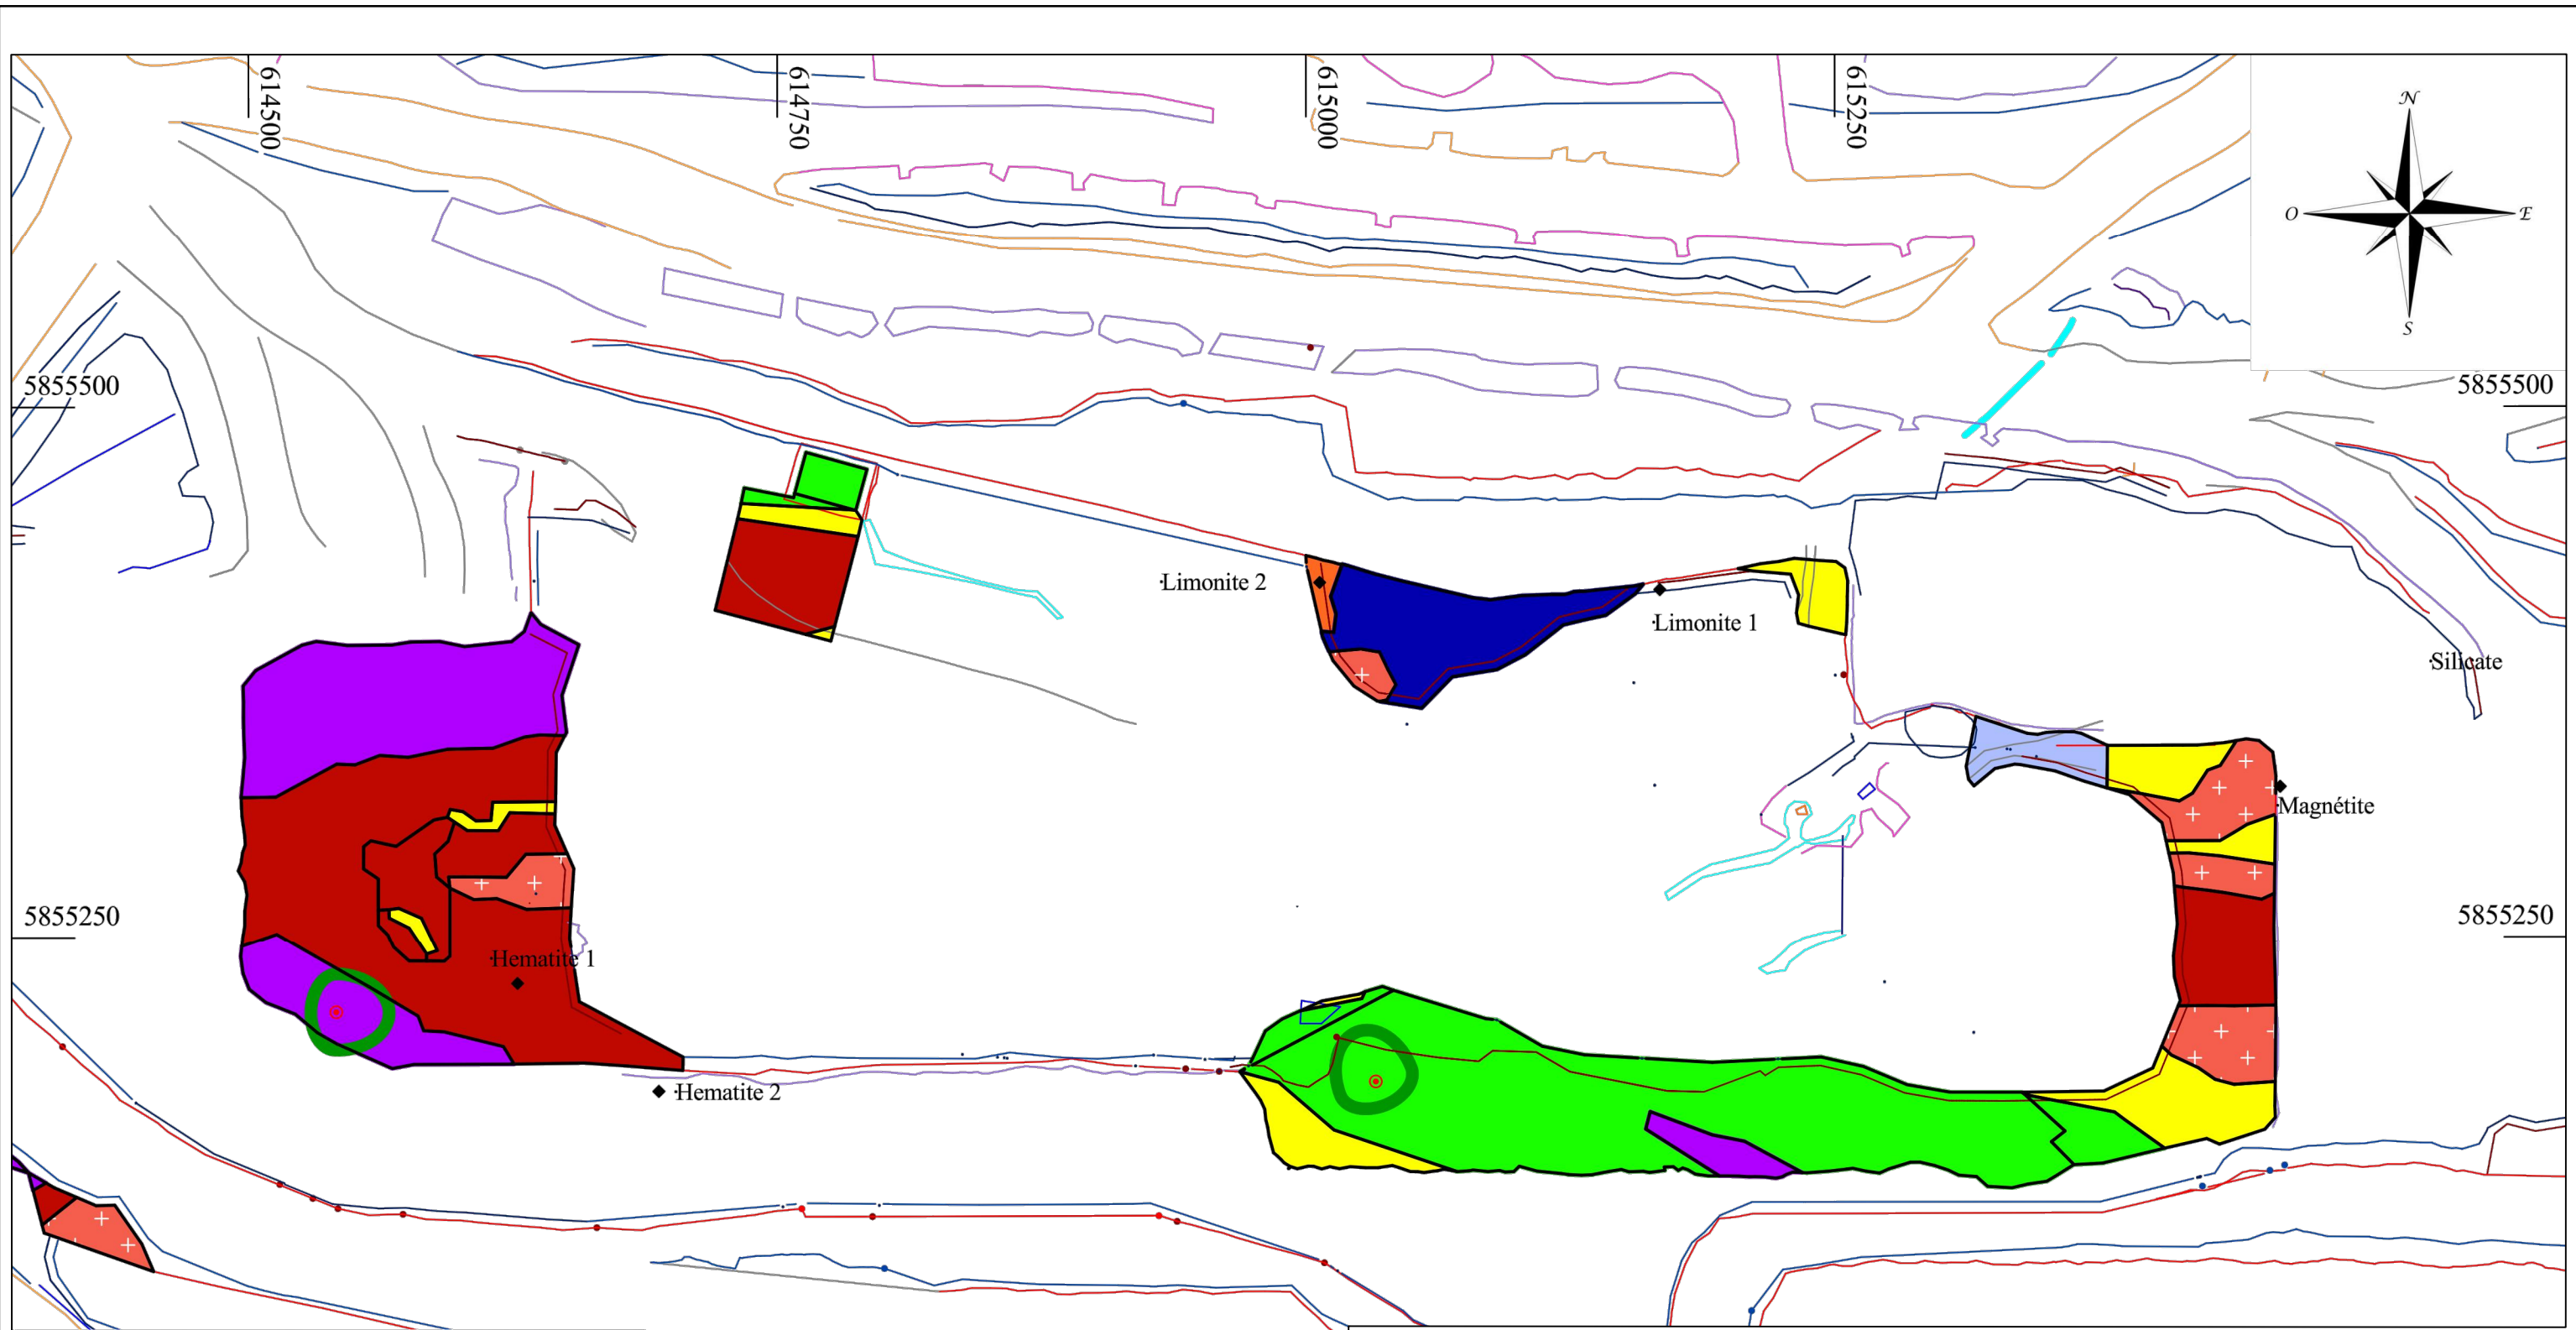 614500
614750
615000
615250
N
O
E
S
5855500
5855500
Limonite 2
Limonite 1
Silicate
Magnétite
5855250
5855250
Hematite 1
Hematite 2